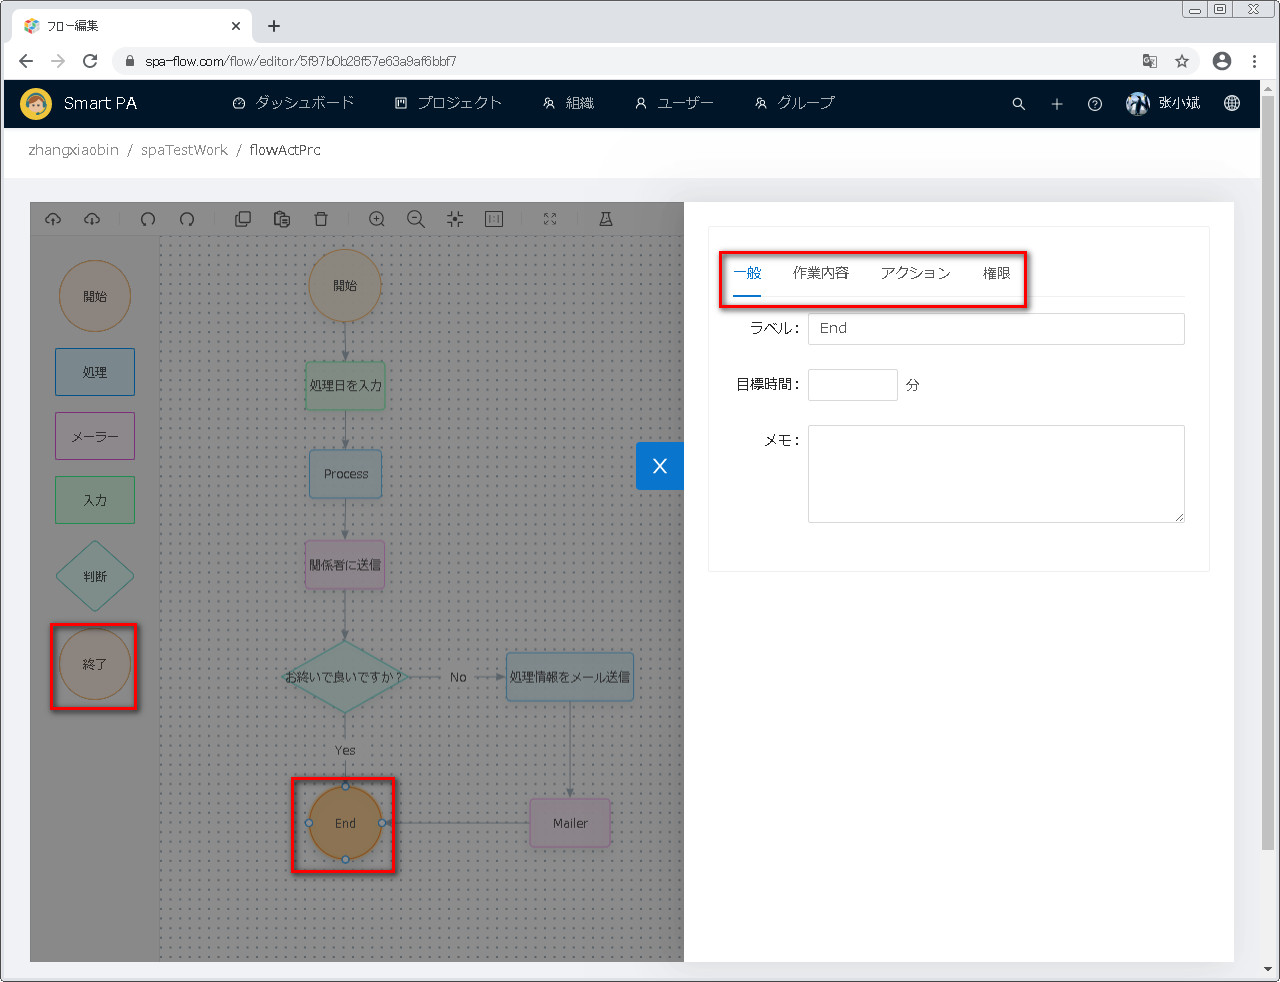 フロー編集
spa-flow.com/flow/editor/5f97b0b28f57e63a9af6bbf7
Smart PA
ダッシュボード
プロジェクト
組織
ユーザー
グループ
张小斌
zhangxiaobin / spaTestWork / flowActPrc
開始
処理
メーラー
入力
判断
終了
開始
処理日を入力
Process
関係者に送信
お終いで良いですか？
No
処理情報をメール送信
Yes
End
Mailer
X
一般
作業内容
アクション
権限
ラベル：
End
目標時間：
分
メモ：